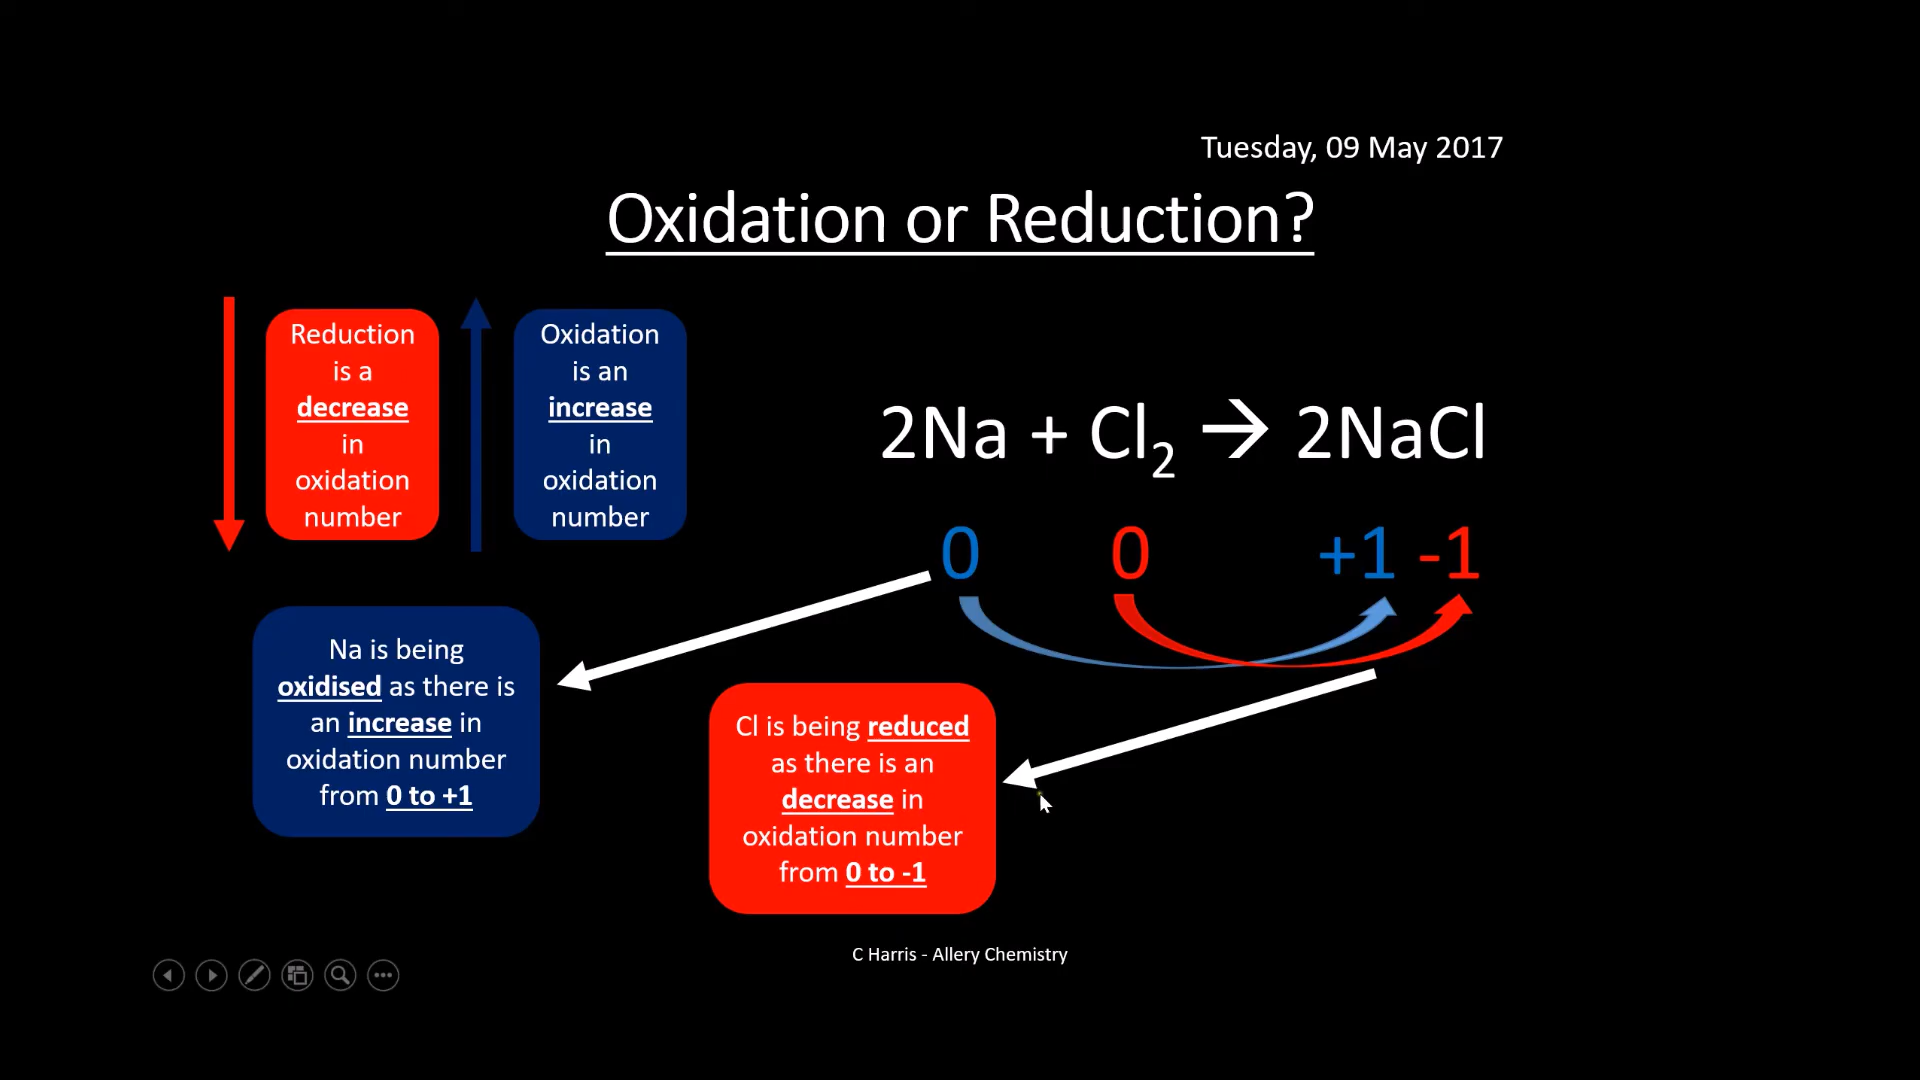 Tuesday, 09 May 2017
Oxidation or Reduction?
Reduction
is a
decrease
in
oxidation
number
Oxidation
is an
increase
in
oxidation
number
2Na + Cl₂ → 2NaCl
0 0 +1 -1
Na is being
oxidised as there is
an increase in
oxidation number
from 0 to +1
Cl is being reduced
as there is an
decrease in
oxidation number
from 0 to -1
C Harris - Allery Chemistry